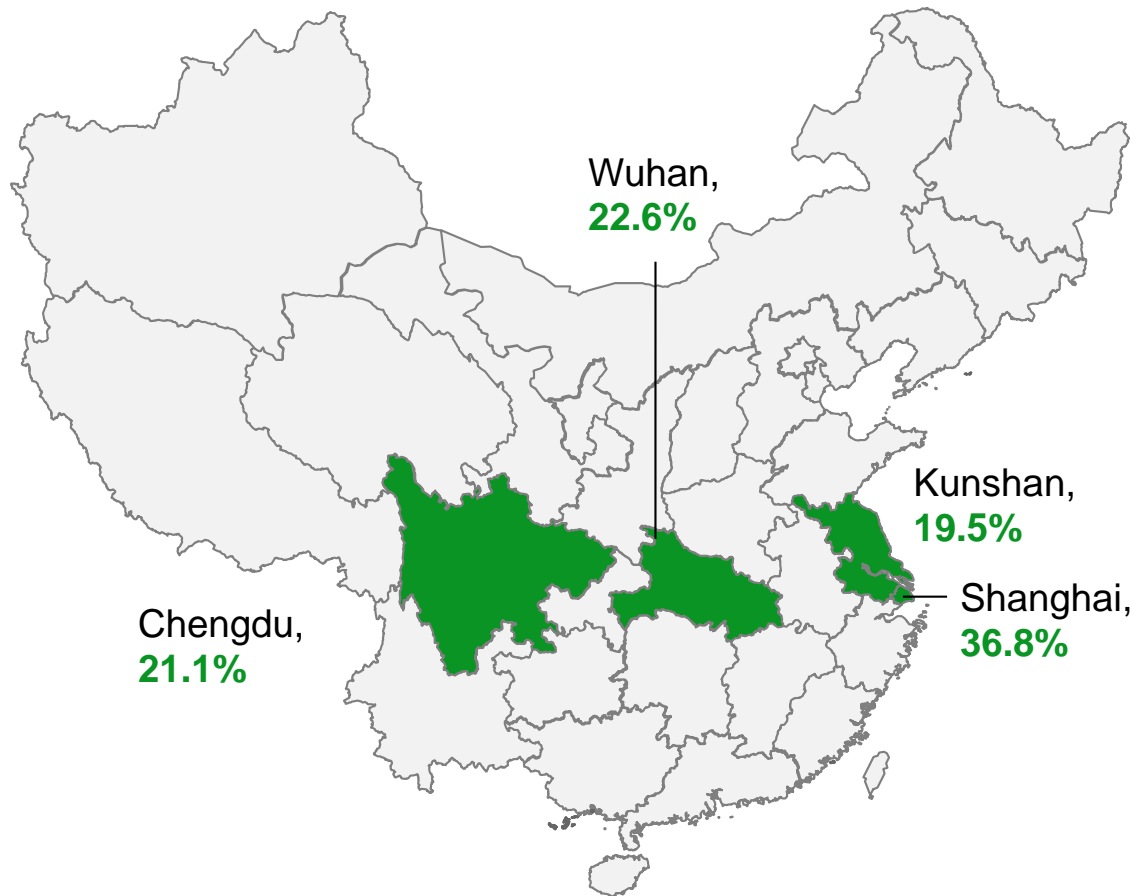 Wuhan,
22.6%
Kunshan,
19.5%
Shanghai,
36.8%
Chengdu,
21.1%